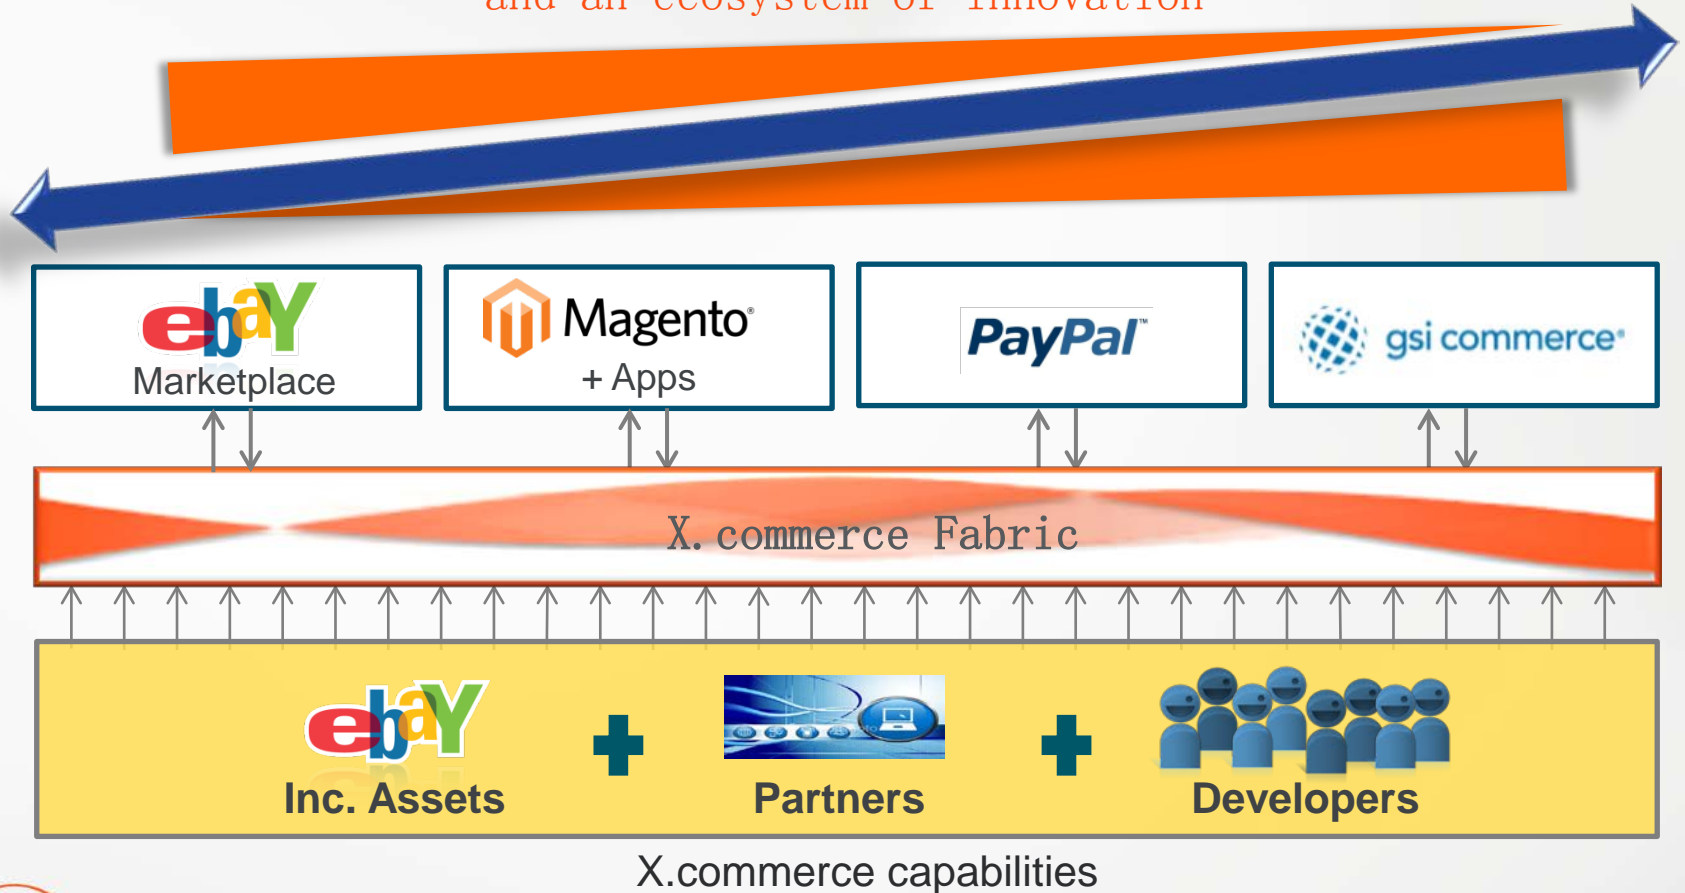 and an ecosystem of innovation
ebay
Marketplace
Magento®
+ Apps
PayPal™
gsi commerce®
X.commerce Fabric
ebay
Inc. Assets
Partners
Developers
X.commerce capabilities